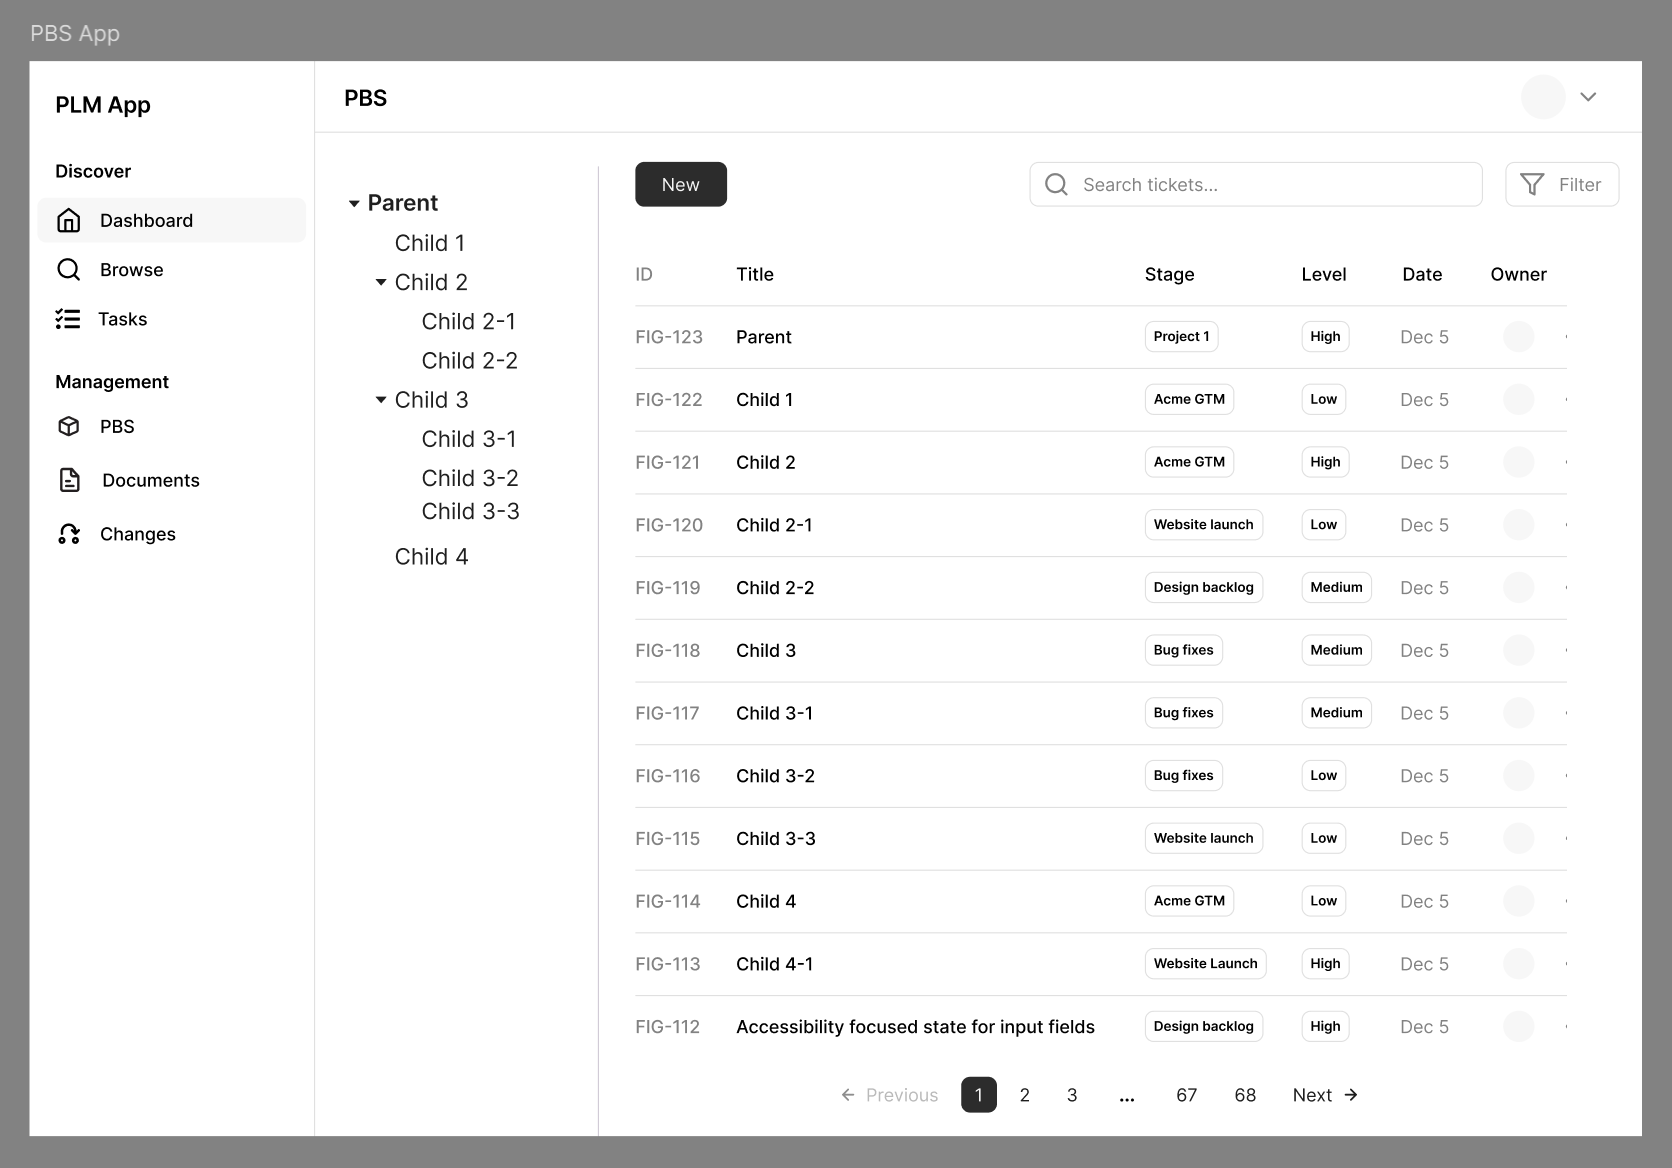 PBS App
PLM App
Discover
Dashboard
Browse
Tasks
Management
PBS
Documents
Changes
PBS
Parent
Child 1
Child 2
Child 2-1
Child 2-2
Child 3
Child 3-1
Child 3-2
Child 3-3
Child 4
New
Search tickets...
Filter
ID Title Stage Level Date Owner
FIG-123 Parent Project 1 High Dec 5
FIG-122 Child 1 Acme GTM Low Dec 5
FIG-121 Child 2 Acme GTM High Dec 5
FIG-120 Child 2-1 Website launch Low Dec 5
FIG-119 Child 2-2 Design backlog Medium Dec 5
FIG-118 Child 3 Bug fixes Medium Dec 5
FIG-117 Child 3-1 Bug fixes Medium Dec 5
FIG-116 Child 3-2 Bug fixes Low Dec 5
FIG-115 Child 3-3 Website launch Low Dec 5
FIG-114 Child 4 Acme GTM Low Dec 5
FIG-113 Child 4-1 Website Launch High Dec 5
FIG-112 Accessibility focused state for input fields Design backlog High Dec 5
← Previous 1 2 3 ... 67 68 Next →